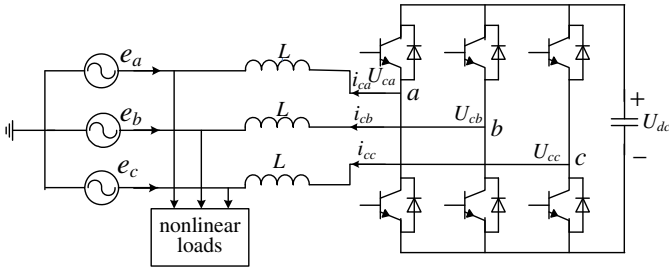 e_a
L
i_ca
U_ca
a
e_b
L
i_cb
U_cb
b
+
U_dc
−
e_c
L
i_cc
U_cc
c
nonlinear
loads